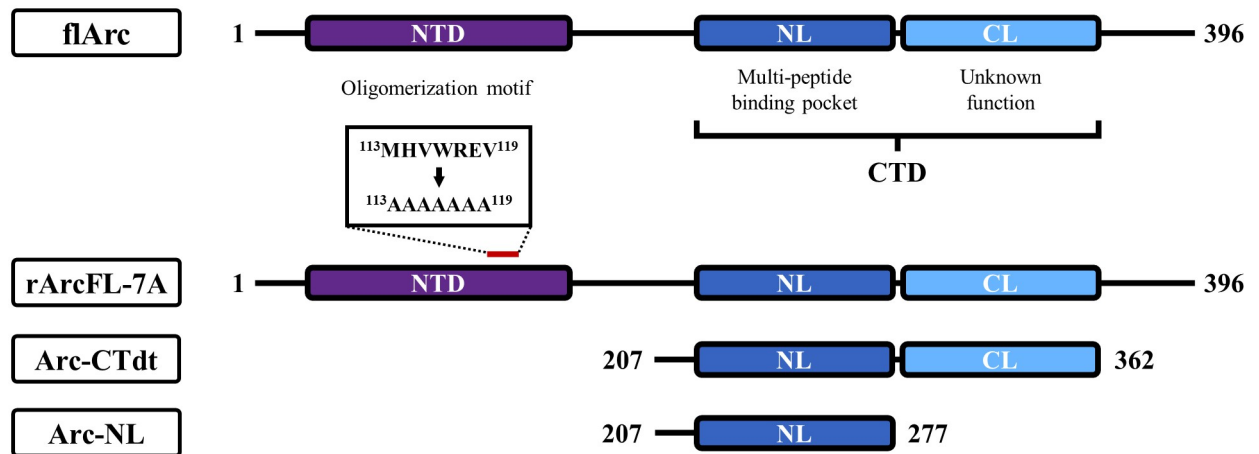 flArc 1 NTD NL CL 396
Oligomerization motif
Multi-peptide
binding pocket
Unknown
function
CTD
¹¹³MHVWREV¹¹⁹
¹¹³AAAAAAA¹¹⁹
rArcFL-7A 1 NTD NL CL 396
Arc-CTdt 207 NL CL 362
Arc-NL 207 NL 277